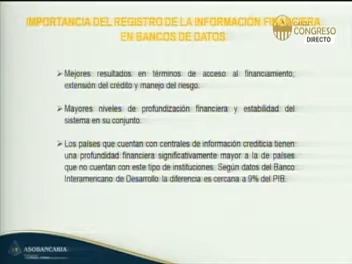 IMPORTANCIA DEL REGISTRO DE LA INFORMACIÓN FINANCIERA
EN BANCOS DE DATOS
CONGRESO
DIRECTO
Mejores resultados en términos de acceso al financiamiento,
extensión del crédito y manejo del riesgo.
Mayores niveles de profundización financiera y estabilidad del
sistema en su conjunto.
Los países que cuentan con centrales de información crediticia tienen
una profundidad financiera significativamente mayor a la de países
que no cuentan con este tipo de instituciones. Según datos del Banco
Interamericano de Desarrollo la diferencia es cercana a 9% del PIB.
ASOBANCARIA